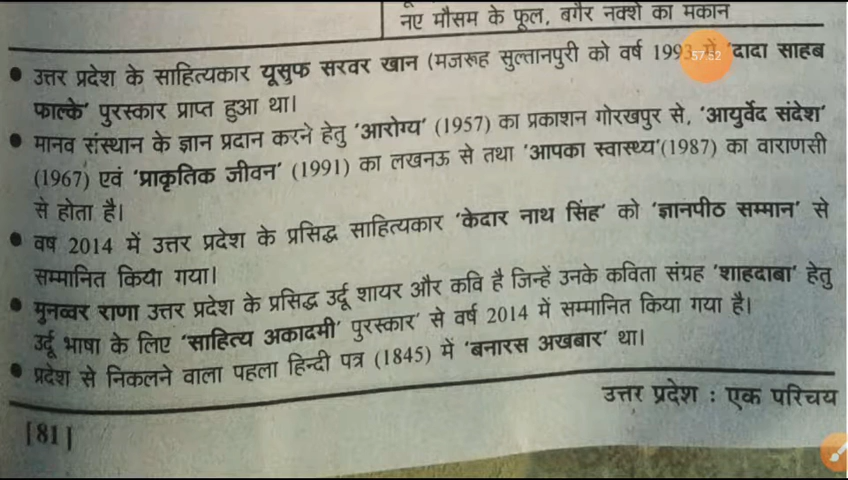 नए मौसम के फूल, बगैर नक्शे का मकान
● उत्तर प्रदेश के साहित्यकार यूसुफ सरवर खान (मजरूह सुल्तानपुरी को वर्ष 1993 में 'दादा साहब
फाल्के' पुरस्कार प्राप्त हुआ था।
● मानव संस्थान के ज्ञान प्रदान करने हेतु 'आरोग्य' (1957) का प्रकाशन गोरखपुर से, 'आयुर्वेद संदेश'
(1967) एवं 'प्राकृतिक जीवन' (1991) का लखनऊ से तथा 'आपका स्वास्थ्य'(1987) का वाराणसी
से होता है।
● वष 2014 में उत्तर प्रदेश के प्रसिद्ध साहित्यकार 'केदार नाथ सिंह' को 'ज्ञानपीठ सम्मान' से
सम्मानित किया गया।
● मुनव्वर राणा उत्तर प्रदेश के प्रसिद्ध उर्दू शायर और कवि है जिन्हें उनके कविता संग्रह 'शाहदाबा' हेतु
उर्दू भाषा के लिए 'साहित्य अकादमी' पुरस्कार' से वर्ष 2014 में सम्मानित किया गया है।
● प्रदेश से निकलने वाला पहला हिन्दी पत्र (1845) में 'बनारस अखबार' था।
उत्तर प्रदेश : एक परिचय
[81]
57:52